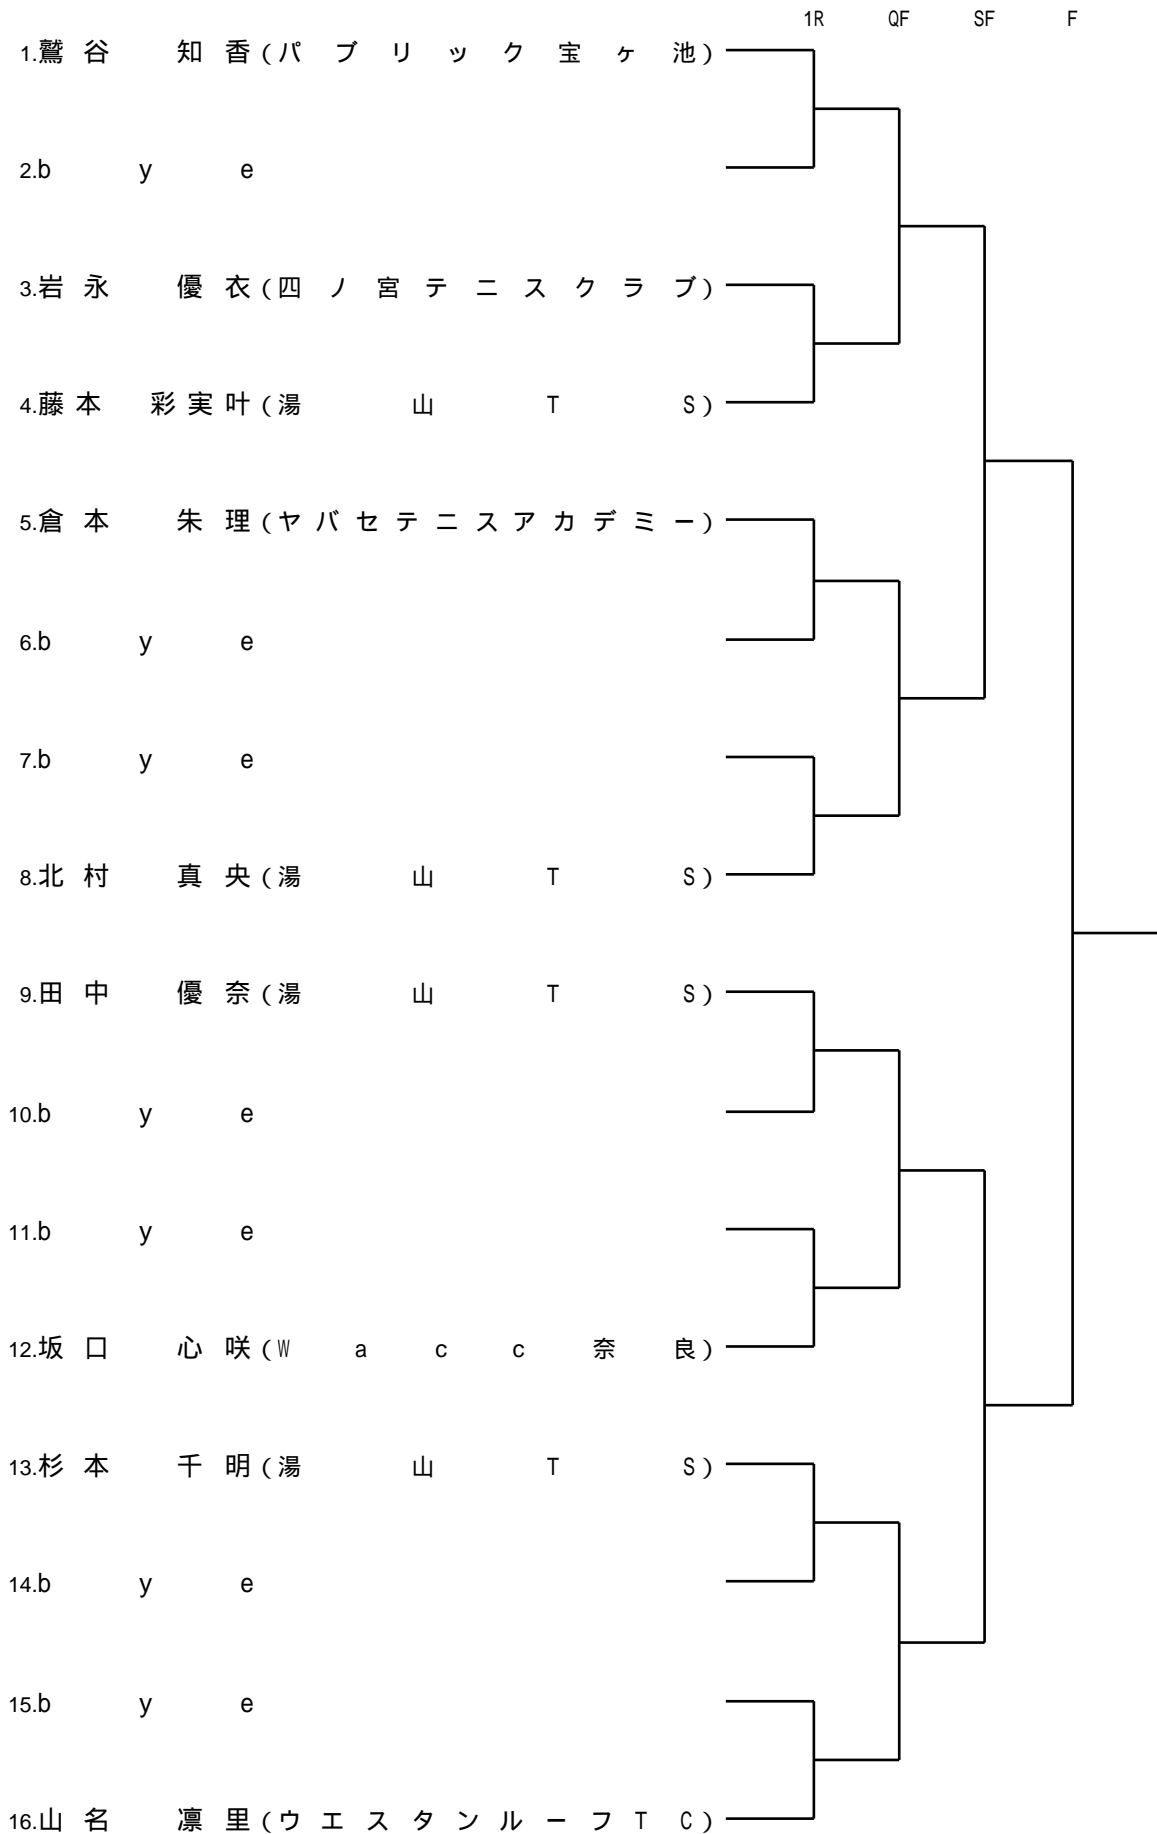 1R QF SF F
1.鷲谷 知香(パブリック宝ヶ池)
2.bye
3.岩永 優衣(四ノ宮テニスクラブ)
4.藤本 彩実叶(湯山TS)
5.倉本 朱理(ヤバセテニスアカデミー)
6.bye
7.bye
8.北村 真央(湯山TS)
9.田中 優奈(湯山TS)
10.bye
11.bye
12.坂口 心咲(Wacc奈良)
13.杉本 千明(湯山TS)
14.bye
15.bye
16.山名 凛里(ウエスタンルーフTC)